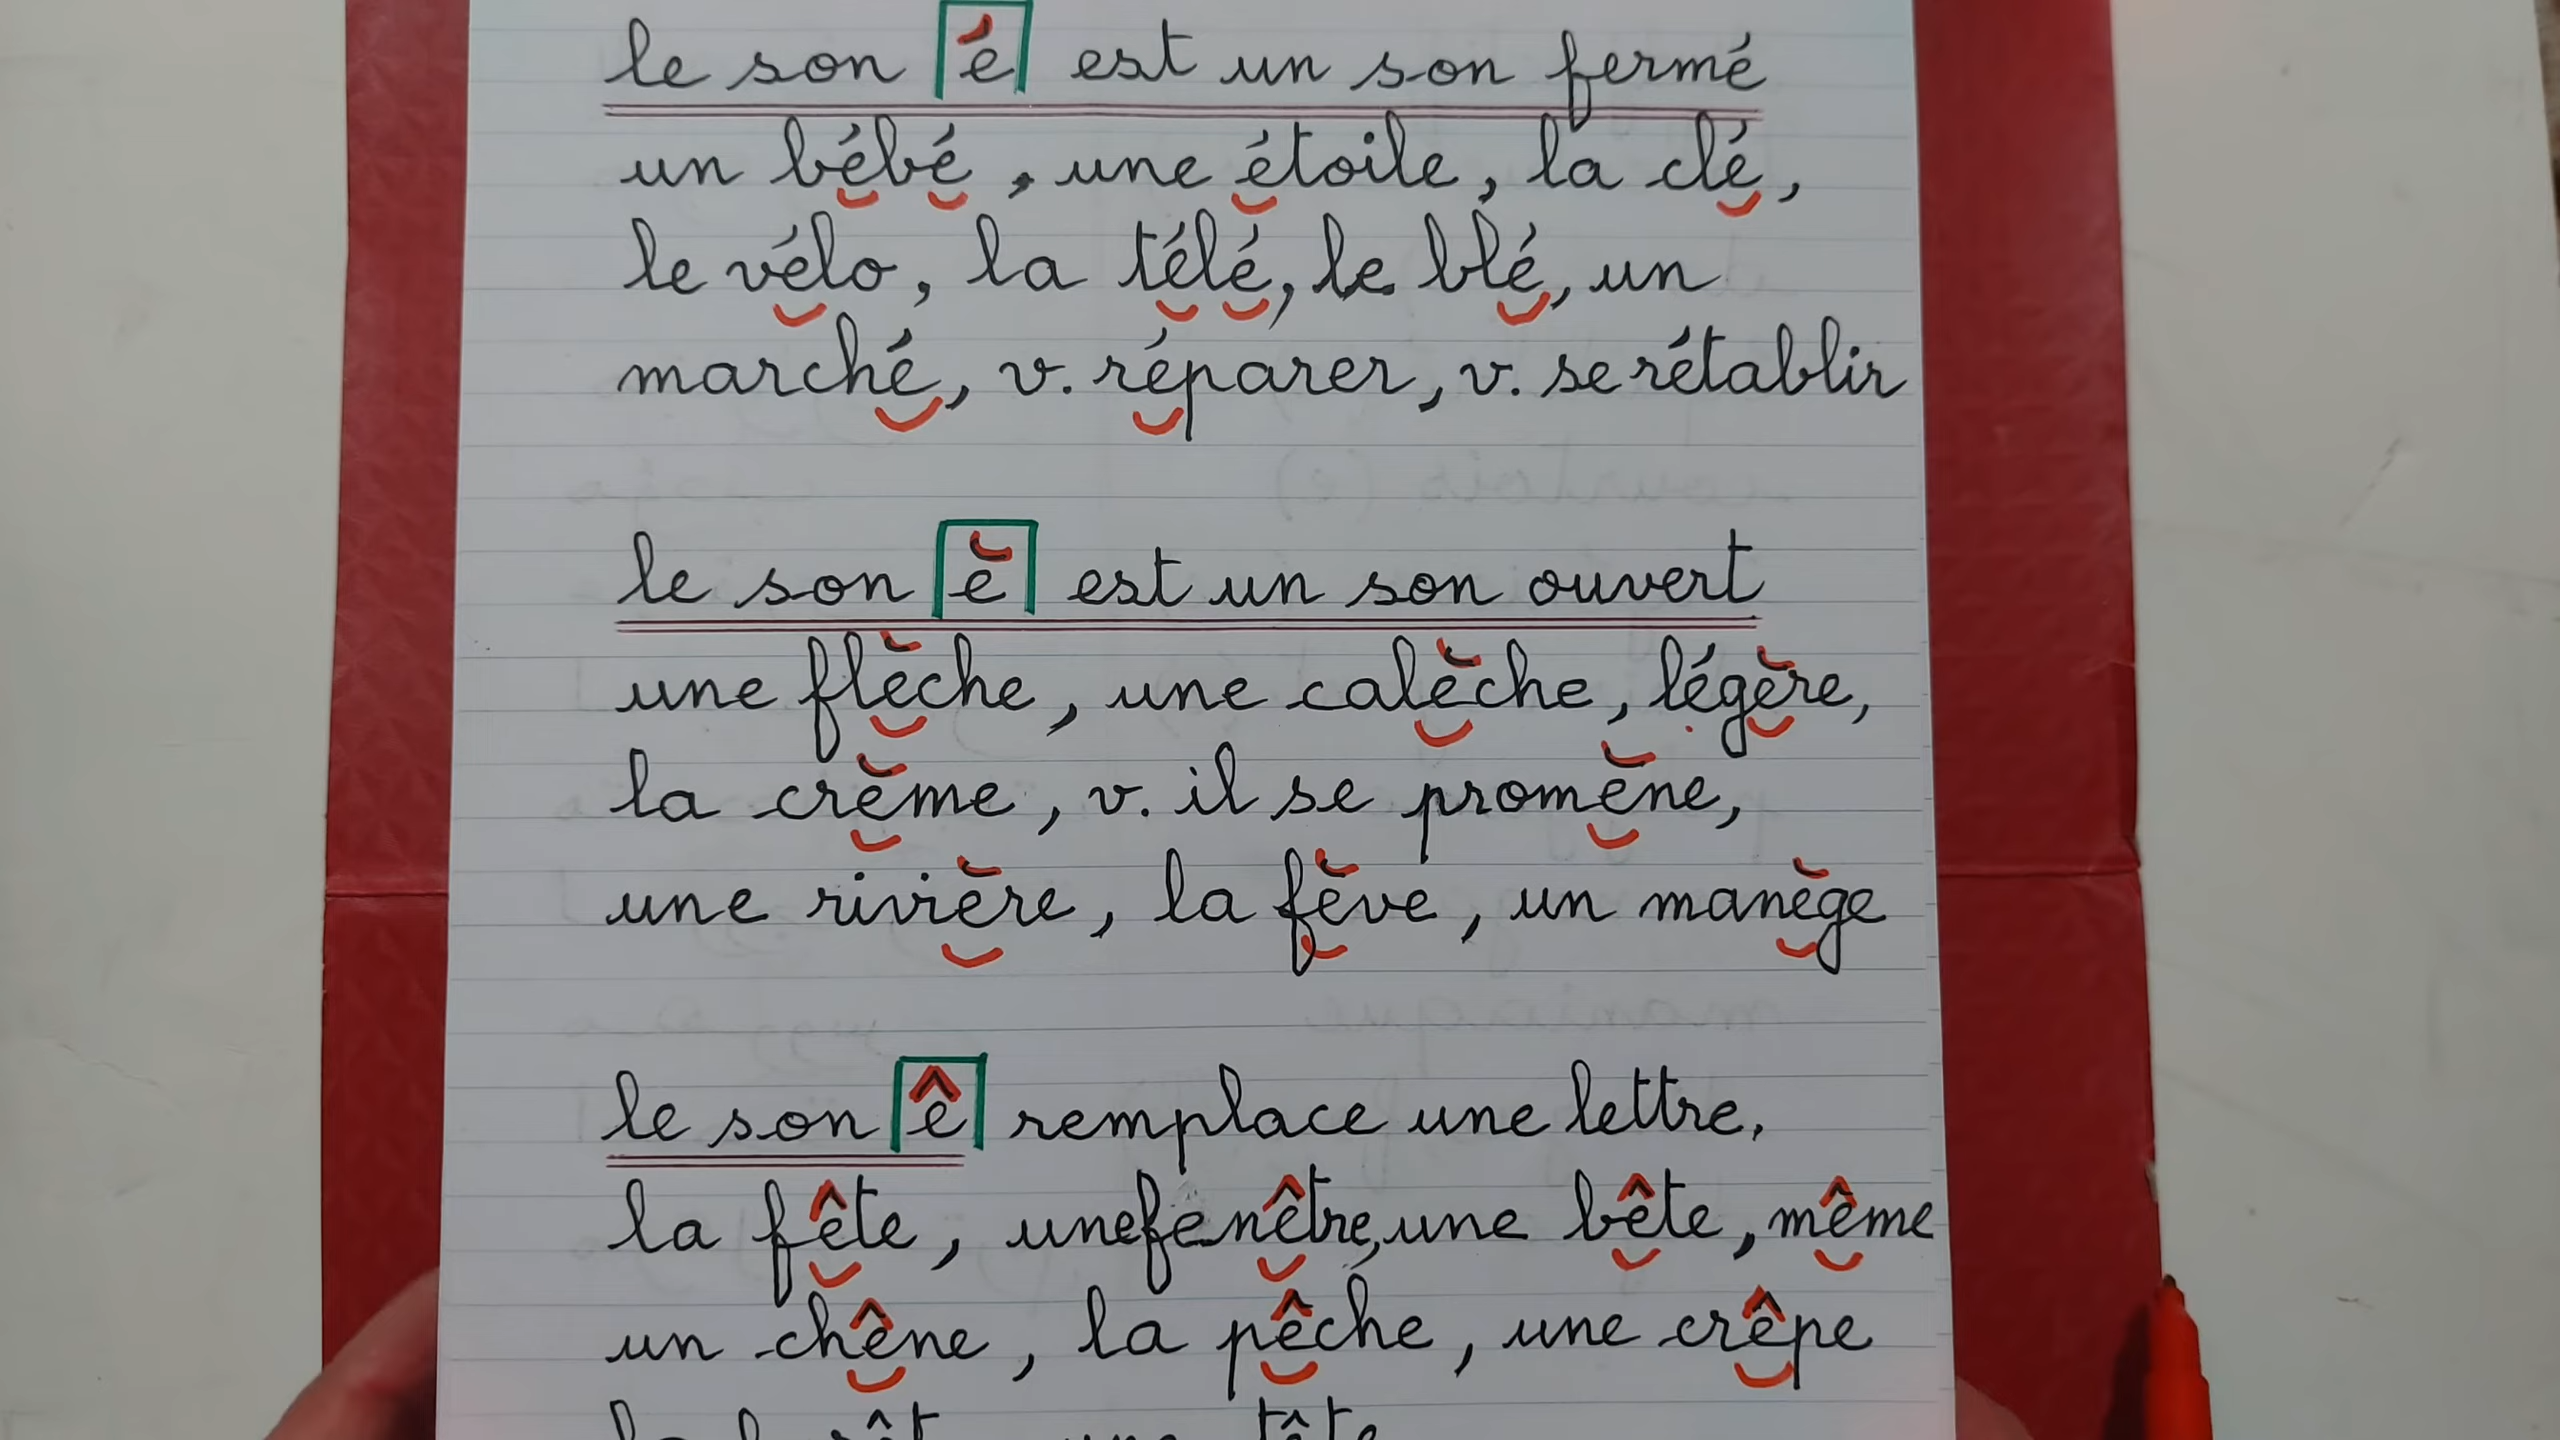 le son é est un son fermé
un bébé, une étoile, la clé,
le vélo, la télé, le blé, un
marché, v. réparer, v. se rétablir
le son è est un son ouvert
une flèche, une calèche, légère,
la crème, v. il se promène,
une rivière, la fève, un manège
le son ê remplace une lettre.
la fête, une fenêtre, une bête, même
un chêne, la pêche, une crêpe
une tête